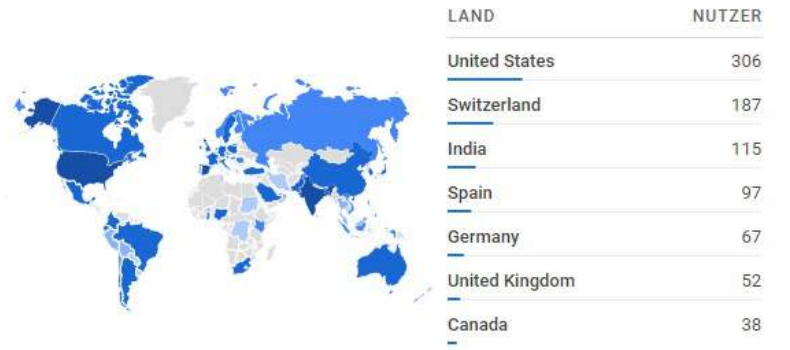 LAND NUTZER
United States 306
Switzerland 187
India 115
Spain 97
Germany 67
United Kingdom 52
Canada 38